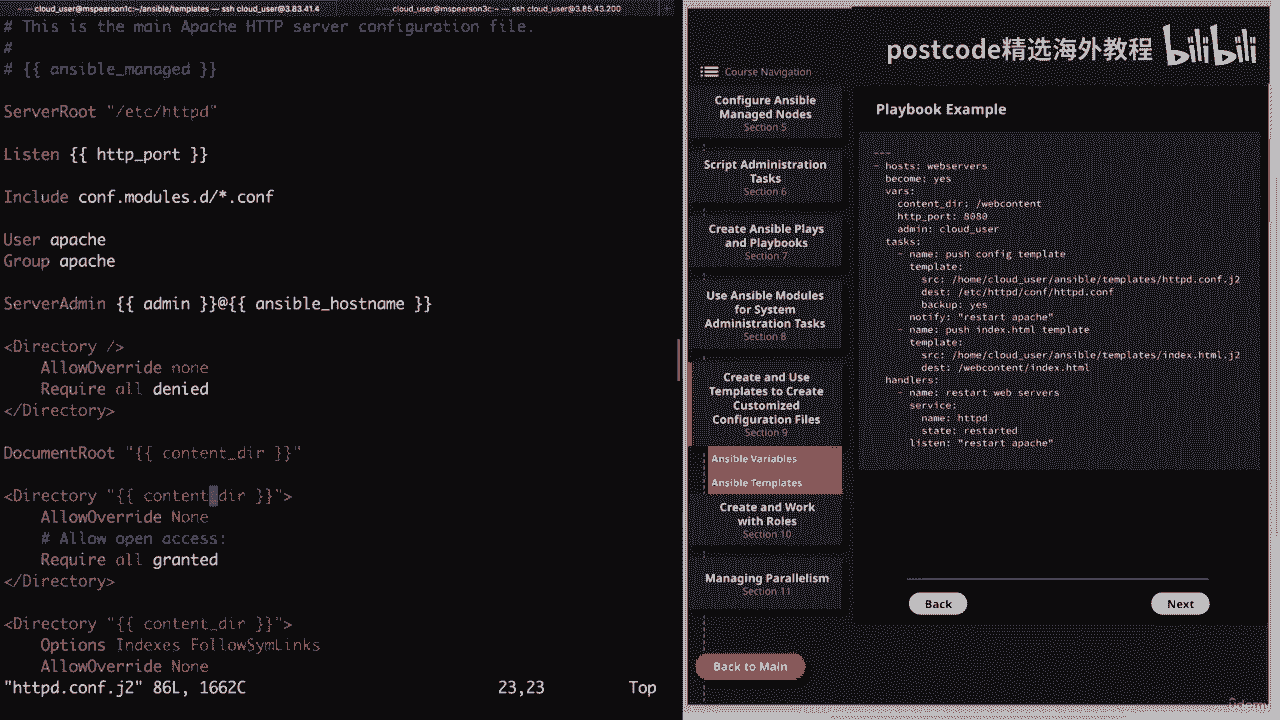 cloud_user@mspearson1c:~/ansible/templates — ssh cloud_user@3.83.41.4
cloud_user@mspearson3c:~ — ssh cloud_user@3.85.43.200
# This is the main Apache HTTP server configuration file.
#
# {{ ansible_managed }}
ServerRoot "/etc/httpd"
Listen {{ http_port }}
Include conf.modules.d/*.conf
User apache
Group apache
ServerAdmin {{ admin }}@{{ ansible_hostname }}
<Directory />
    AllowOverride none
    Require all denied
</Directory>
DocumentRoot "{{ content_dir }}"
<Directory "{{ content_dir }}">
    AllowOverride None
    # Allow open access:
    Require all granted
</Directory>
<Directory "{{ content_dir }}">
    Options Indexes FollowSymLinks
    AllowOverride None
"httpd.conf.j2" 86L, 1662C 23,23 Top
postcode精选海外教程 bilibili
Course Navigation
Configure Ansible
Managed Nodes
Section 5
Script Administration
Tasks
Section 6
Create Ansible Plays
and Playbooks
Section 7
Use Ansible Modules
for System
Administration Tasks
Section 8
Create and Use
Templates to Create
Customized
Configuration Files
Section 9
Ansible Variables
Ansible Templates
Create and Work
with Roles
Section 10
Managing Parallelism
Section 11
Back to Main
Playbook Example
---
- hosts: webservers
  become: yes
  vars:
    content_dir: /webcontent
    http_port: 8080
    admin: cloud_user
  tasks:
    - name: push config template
      template:
        src: /home/cloud_user/ansible/templates/httpd.conf.j2
        dest: /etc/httpd/conf/httpd.conf
        backup: yes
      notify: "restart apache"
    - name: push index.html template
      template:
        src: /home/cloud_user/ansible/templates/index.html.j2
        dest: /webcontent/index.html
  handlers:
    - name: restart web servers
      service:
        name: httpd
        state: restarted
      listen: "restart apache"
Back
Next